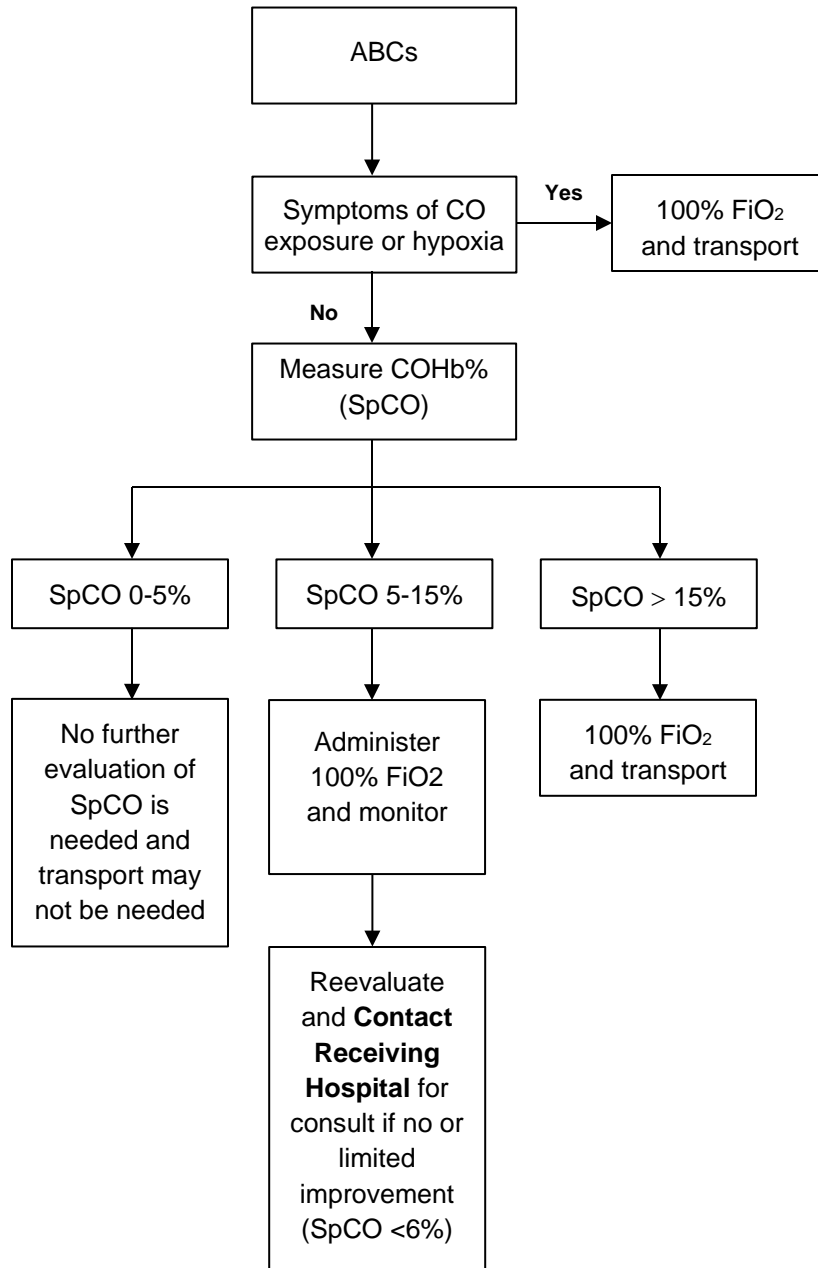 ABCs
Symptoms of CO
exposure or hypoxia
Yes
100% FiO2
and transport
No
Measure COHb%
(SpCO)
SpCO 0-5%
SpCO 5-15%
SpCO > 15%
No further
evaluation of
SpCO is
needed and
transport may
not be needed
Administer
100% FiO2
and monitor
100% FiO2
and transport
Reevaluate
and Contact
Receiving
Hospital for
consult if no or
limited
improvement
(SpCO <6%)